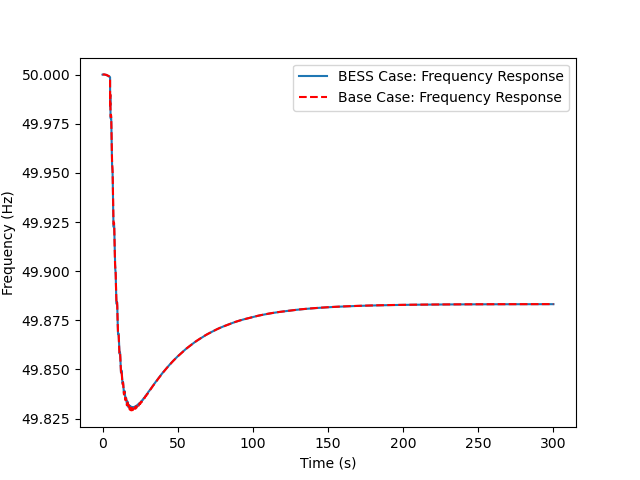 BESS Case: Frequency Response
Base Case: Frequency Response
50.000
49.975
49.950
49.925
49.900
49.875
49.850
49.825
Frequency (Hz)
0 50 100 150 200 250 300
Time (s)